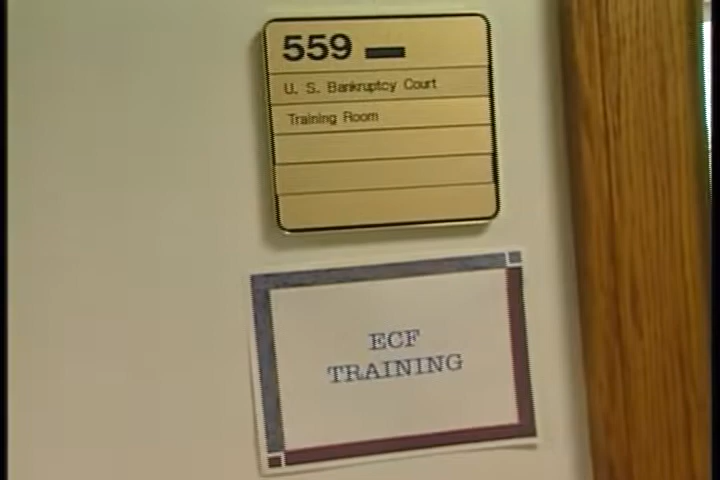 559
U. S. Bankruptcy Court
Training Room
ECF
TRAINING